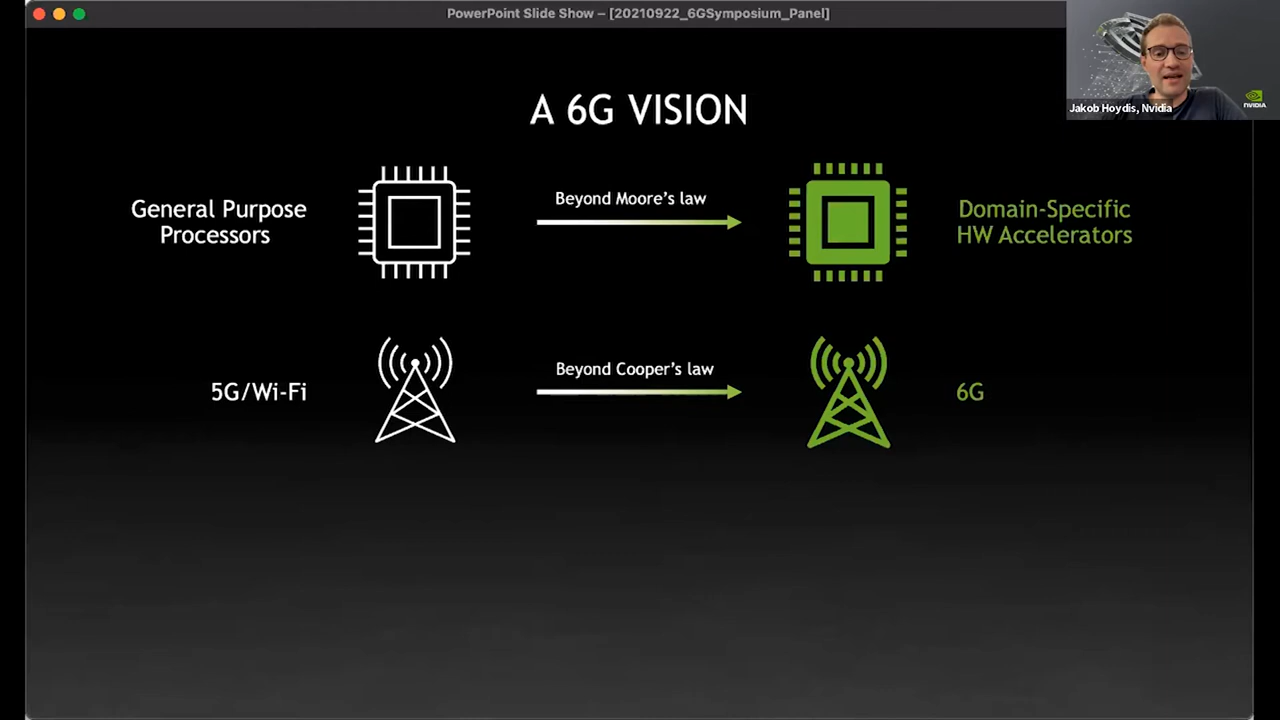 PowerPoint Slide Show – [20210922_6GSymposium_Panel]
Jakob Hoydis, Nvidia
NVIDIA
A 6G VISION
General Purpose
Processors
Beyond Moore's law
Domain-Specific
HW Accelerators
5G/Wi-Fi
Beyond Cooper's law
6G